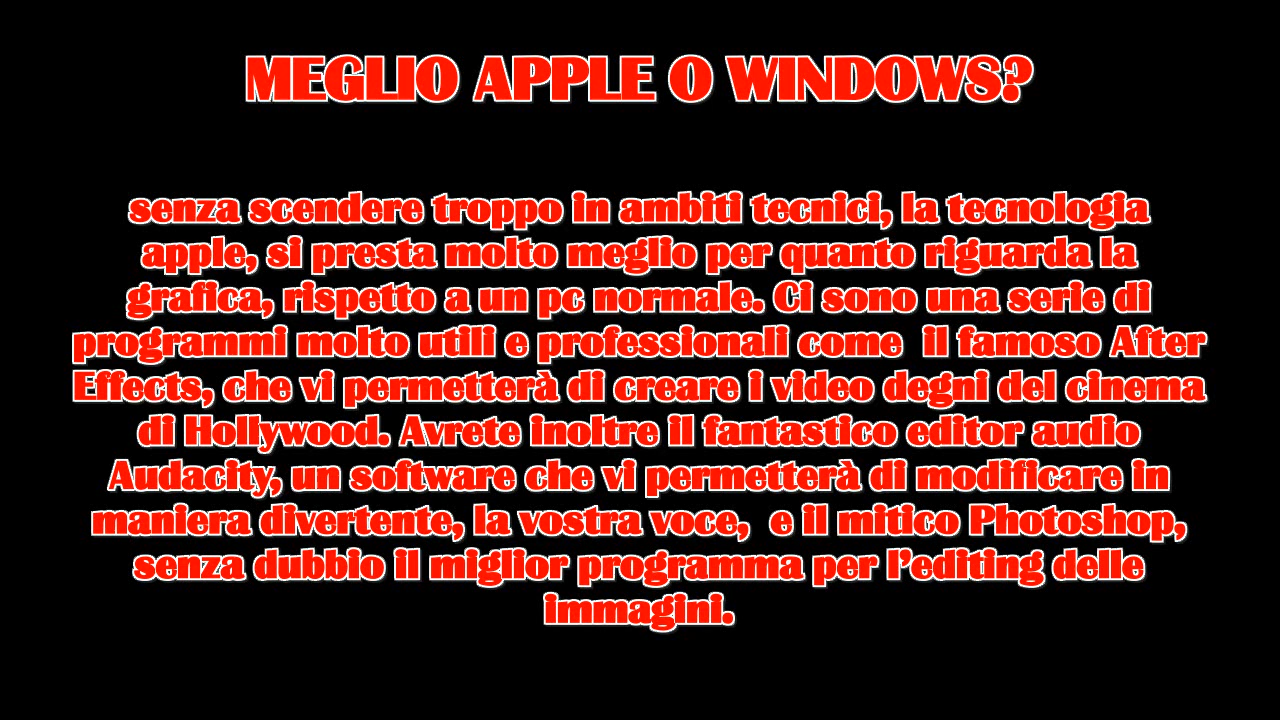 MEGLIO APPLE O WINDOWS?
senza scendere troppo in ambiti tecnici, la tecnologia
apple, si presta molto meglio per quanto riguarda la
grafica, rispetto a un pc normale. Ci sono una serie di
programmi molto utili e professionali come  il famoso After
Effects, che vi permetterà di creare i video degni del cinema
di Hollywood. Avrete inoltre il fantastico editor audio
Audacity, un software che vi permetterà di modificare in
maniera divertente, la vostra voce,  e il mitico Photoshop,
senza dubbio il miglior programma per l’editing delle
immagini.